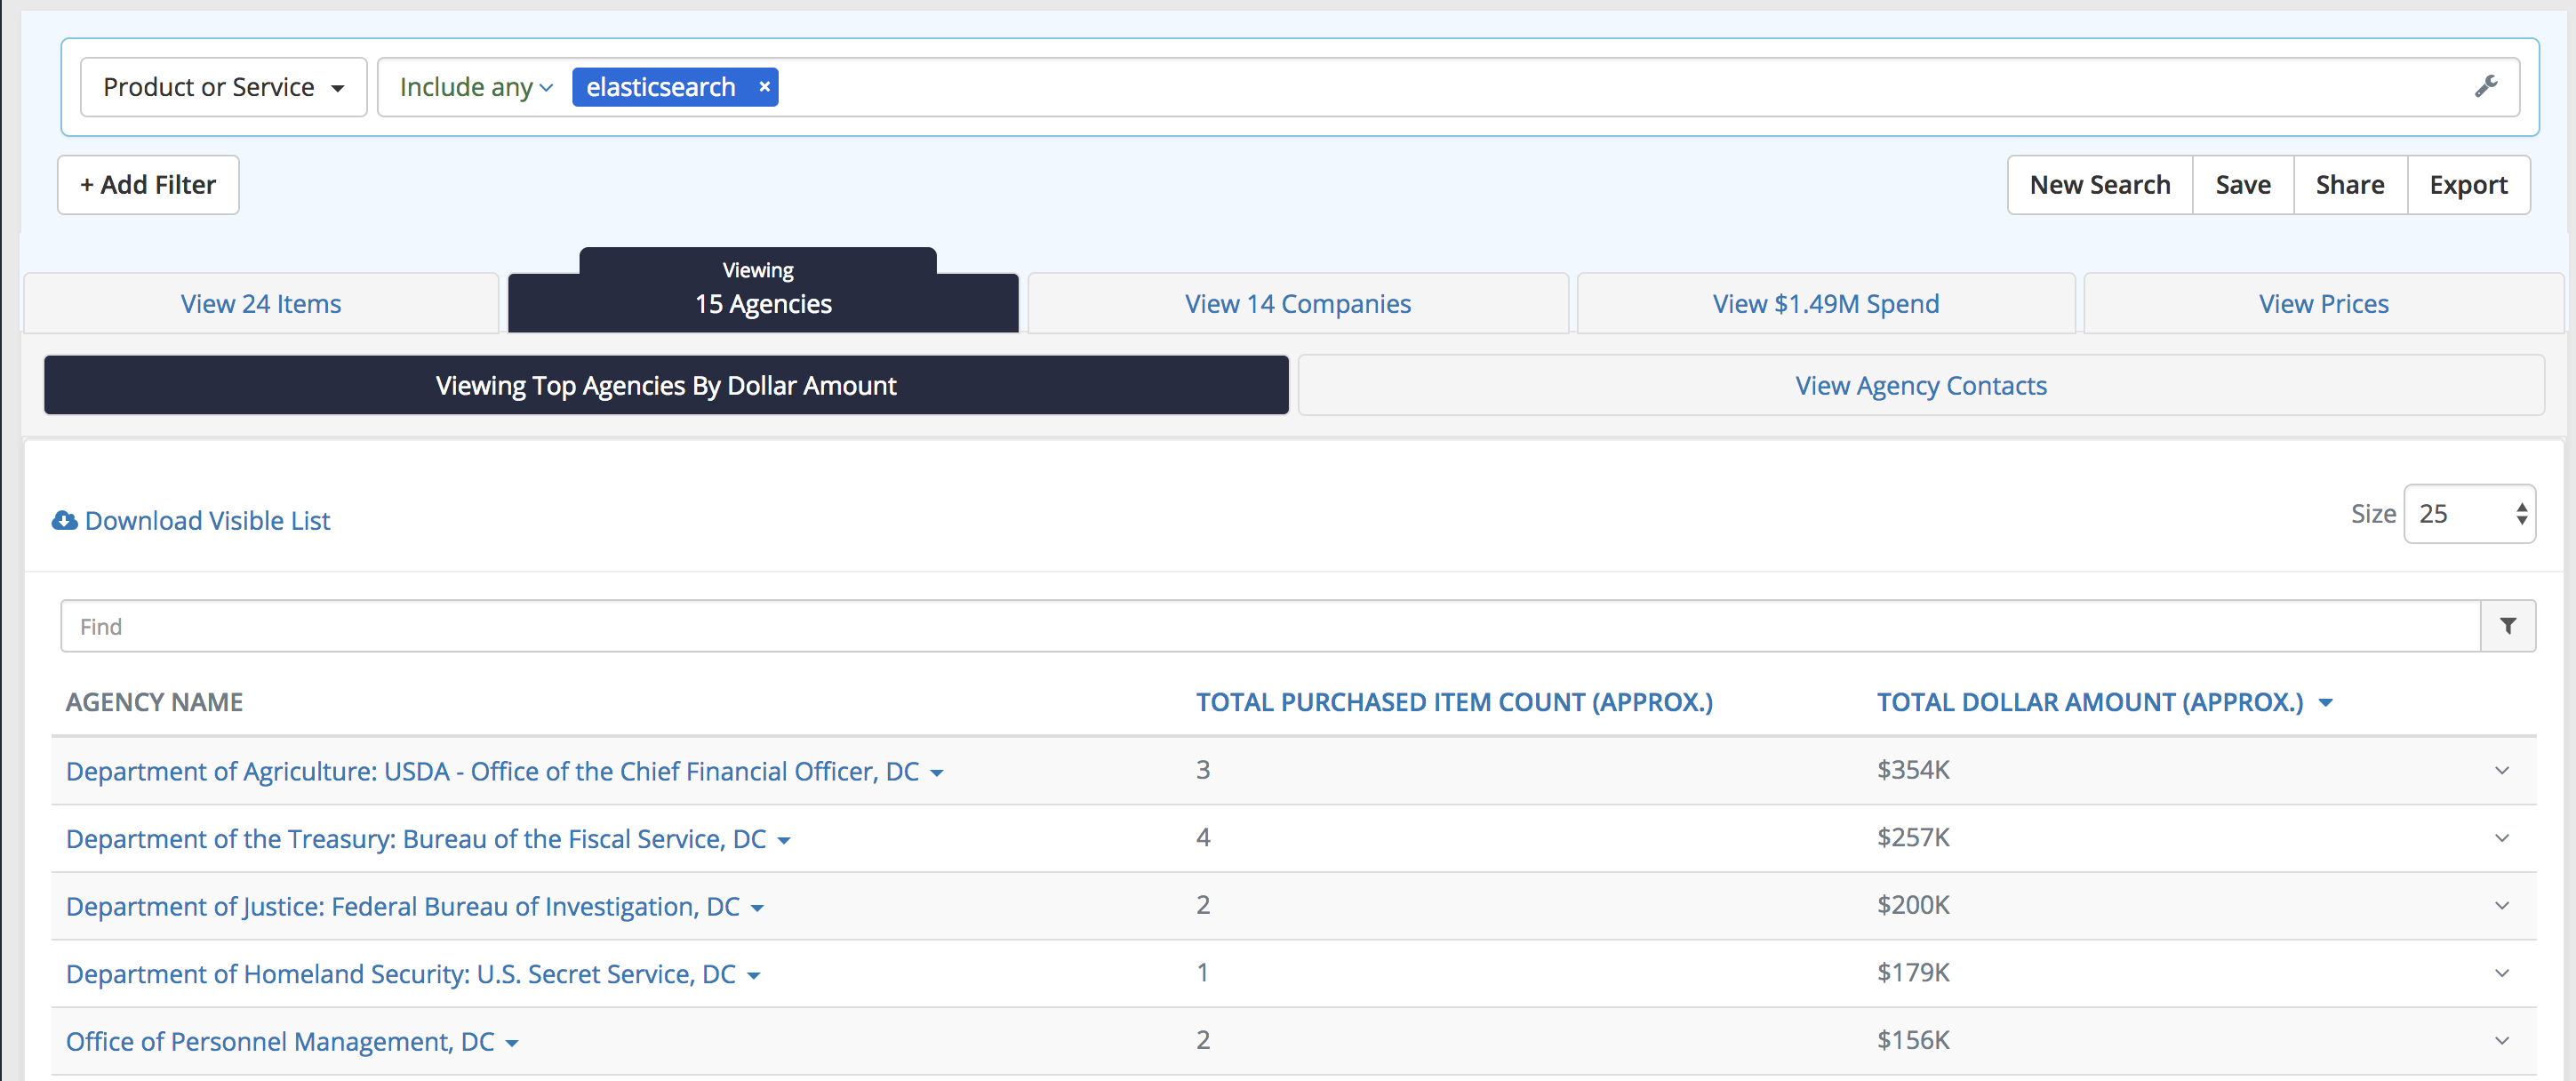 Product or Service Include any elasticsearch ×
+ Add Filter New Search Save Share Export
Viewing
View 24 Items 15 Agencies View 14 Companies View $1.49M Spend View Prices
Viewing Top Agencies By Dollar Amount View Agency Contacts
Download Visible List Size 25
Find
AGENCY NAME TOTAL PURCHASED ITEM COUNT (APPROX.) TOTAL DOLLAR AMOUNT (APPROX.)
Department of Agriculture: USDA - Office of the Chief Financial Officer, DC 3 $354K
Department of the Treasury: Bureau of the Fiscal Service, DC 4 $257K
Department of Justice: Federal Bureau of Investigation, DC 2 $200K
Department of Homeland Security: U.S. Secret Service, DC 1 $179K
Office of Personnel Management, DC 2 $156K